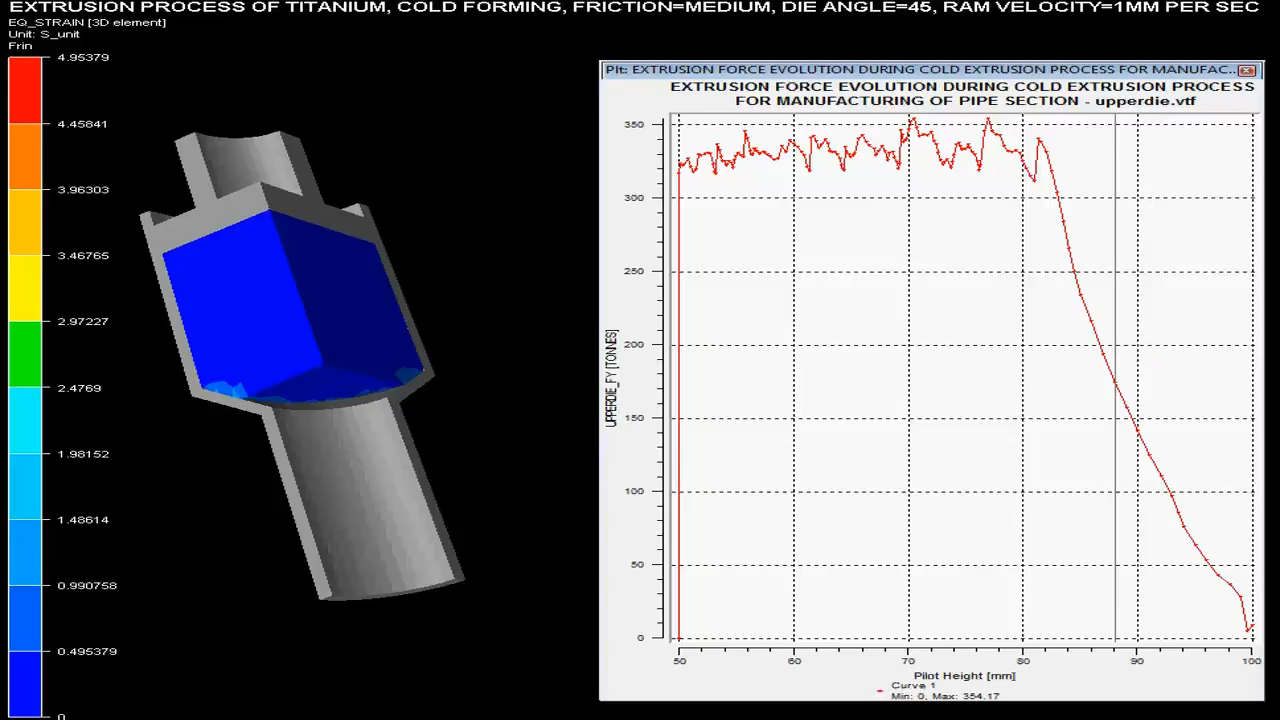 EXTRUSION PROCESS OF TITANIUM, COLD FORMING, FRICTION=MEDIUM, DIE ANGLE=45, RAM VELOCITY=1MM PER SEC
EQ_STRAIN [3D element]
Unit: S_unit
Frin
4.95379
4.45841
3.96303
3.46765
2.97227
2.4769
1.98152
1.48614
0.990758
0.495379
0
Plt: EXTRUSION FORCE EVOLUTION DURING COLD EXTRUSION PROCESS FOR MANUFAC...
EXTRUSION FORCE EVOLUTION DURING COLD EXTRUSION PROCESS
FOR MANUFACTURING OF PIPE SECTION - upperdie.vtf
UPPERDIE_FY [TONNES]
350
300
250
200
150
100
50
0
50 60 70 80 90 100
Pilot Height [mm]
Curve 1
Min: 0, Max: 354.17